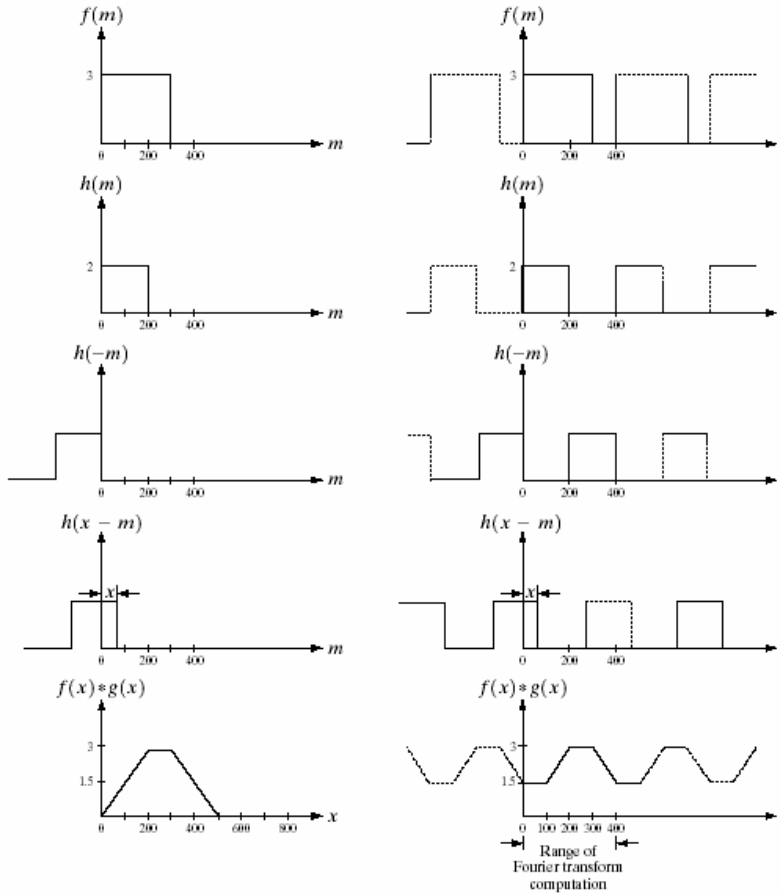 f(m)
3
0 200 400 m
f(m)
3
0 200 400
h(m)
2
0 200 400 m
h(m)
2
0 200 400
h(−m)
0 200 400 m
h(−m)
0 200 400
h(x − m)
x
0 200 400 m
h(x − m)
x
0 200 400
f(x)*g(x)
3
1.5
0 200 400 600 800 x
f(x)*g(x)
3
1.5
0 100 200 300 400
Range of
Fourier transform
computation